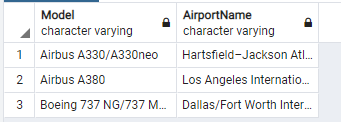 Model AirportName
character varying character varying
1 Airbus A330/A330neo Hartsfield–Jackson Atl...
2 Airbus A380 Los Angeles Internatio...
3 Boeing 737 NG/737 M... Dallas/Fort Worth Inter...